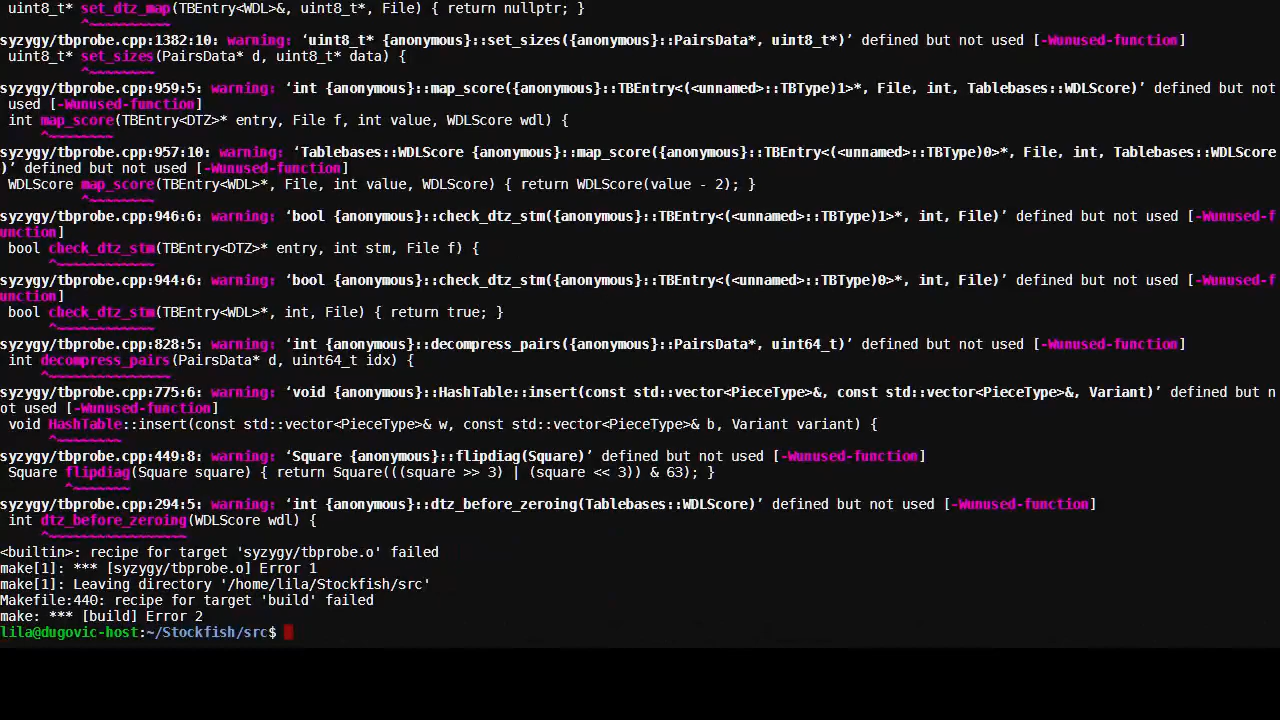 uint8_t* set_dtz_map(TBEntry<WDL>&, uint8_t*, File) { return nullptr; }
^~~~~~~~~~~
syzygy/tbprobe.cpp:1382:10: warning: ‘uint8_t* {anonymous}::set_sizes({anonymous}::PairsData*, uint8_t*)’ defined but not used [-Wunused-function]
uint8_t* set_sizes(PairsData* d, uint8_t* data) {
^~~~~~~~~
syzygy/tbprobe.cpp:959:5: warning: ‘int {anonymous}::map_score({anonymous}::TBEntry<(<unnamed>::TBType)1>*, File, int, Tablebases::WDLScore)’ defined but not
used [-Wunused-function]
int map_score(TBEntry<DTZ>* entry, File f, int value, WDLScore wdl) {
^~~~~~~~~
syzygy/tbprobe.cpp:957:10: warning: ‘Tablebases::WDLScore {anonymous}::map_score({anonymous}::TBEntry<(<unnamed>::TBType)0>*, File, int, Tablebases::WDLScore
)’ defined but not used [-Wunused-function]
WDLScore map_score(TBEntry<WDL>*, File, int value, WDLScore) { return WDLScore(value - 2); }
^~~~~~~~~
syzygy/tbprobe.cpp:946:6: warning: ‘bool {anonymous}::check_dtz_stm({anonymous}::TBEntry<(<unnamed>::TBType)1>*, int, File)’ defined but not used [-Wunused-f
unction]
bool check_dtz_stm(TBEntry<DTZ>* entry, int stm, File f) {
^~~~~~~~~~~~~
syzygy/tbprobe.cpp:944:6: warning: ‘bool {anonymous}::check_dtz_stm({anonymous}::TBEntry<(<unnamed>::TBType)0>*, int, File)’ defined but not used [-Wunused-f
unction]
bool check_dtz_stm(TBEntry<WDL>*, int, File) { return true; }
^~~~~~~~~~~~~
syzygy/tbprobe.cpp:828:5: warning: ‘int {anonymous}::decompress_pairs({anonymous}::PairsData*, uint64_t)’ defined but not used [-Wunused-function]
int decompress_pairs(PairsData* d, uint64_t idx) {
^~~~~~~~~~~~~~~~
syzygy/tbprobe.cpp:775:6: warning: ‘void {anonymous}::HashTable::insert(const std::vector<PieceType>&, const std::vector<PieceType>&, Variant)’ defined but n
ot used [-Wunused-function]
void HashTable::insert(const std::vector<PieceType>& w, const std::vector<PieceType>& b, Variant variant) {
^~~~~~~~~
syzygy/tbprobe.cpp:449:8: warning: ‘Square {anonymous}::flipdiag(Square)’ defined but not used [-Wunused-function]
Square flipdiag(Square square) { return Square(((square >> 3) | (square << 3)) & 63); }
^~~~~~~~
syzygy/tbprobe.cpp:294:5: warning: ‘int {anonymous}::dtz_before_zeroing(Tablebases::WDLScore)’ defined but not used [-Wunused-function]
int dtz_before_zeroing(WDLScore wdl) {
^~~~~~~~~~~~~~~~~~
<builtin>: recipe for target 'syzygy/tbprobe.o' failed
make[1]: *** [syzygy/tbprobe.o] Error 1
make[1]: Leaving directory '/home/lila/Stockfish/src'
Makefile:440: recipe for target 'build' failed
make: *** [build] Error 2
lila@dugovic-host:~/Stockfish/src$